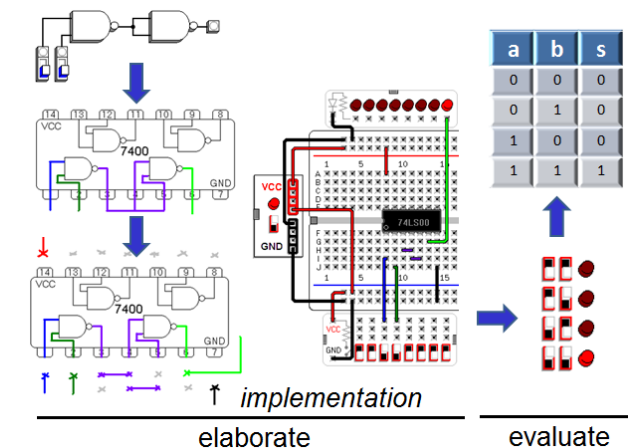 a b s
0 0 0
0 1 0
1 0 0
1 1 1
14 13 12 11 10 9 8
VCC
7400
GND
1 2 3 4 5 6 7
14 13 12 11 10 9 8
VCC
7400
GND
1 2 3 4 5 6 7
1 5 10 15
A
B
C
D
E
VCC
74LS00
GND
F
G
H
I
J
1 5 10 15
VCC
GND
implementation
elaborate
evaluate